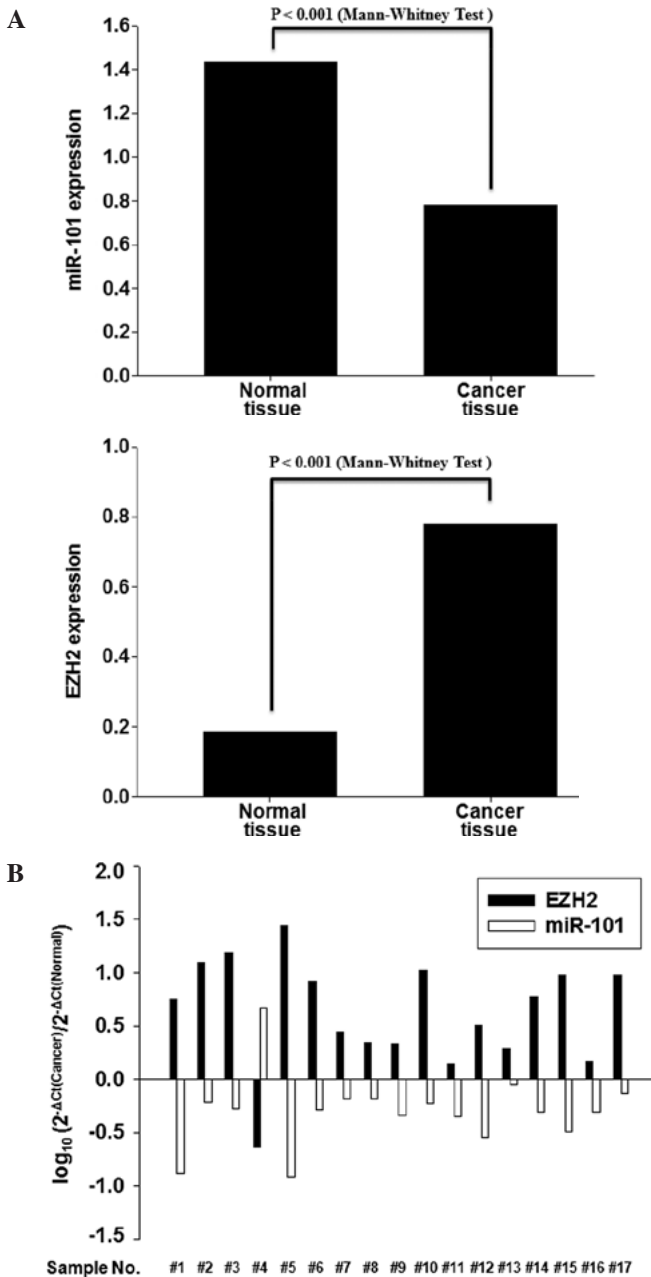 A
P < 0.001 (Mann-Whitney Test )
miR-101 expression
1.6
1.4
1.2
1.0
0.8
0.6
0.4
0.2
0.0
Normal tissue
Cancer tissue
P < 0.001 (Mann-Whitney Test )
EZH2 expression
1.0
0.8
0.6
0.4
0.2
0.0
Normal tissue
Cancer tissue
B
log10 (2-ΔCt(Cancer)/2-ΔCt(Normal))
2.0
1.5
1.0
0.5
0.0
-0.5
-1.0
-1.5
EZH2
miR-101
Sample No. #1 #2 #3 #4 #5 #6 #7 #8 #9 #10 #11 #12 #13 #14 #15 #16 #17